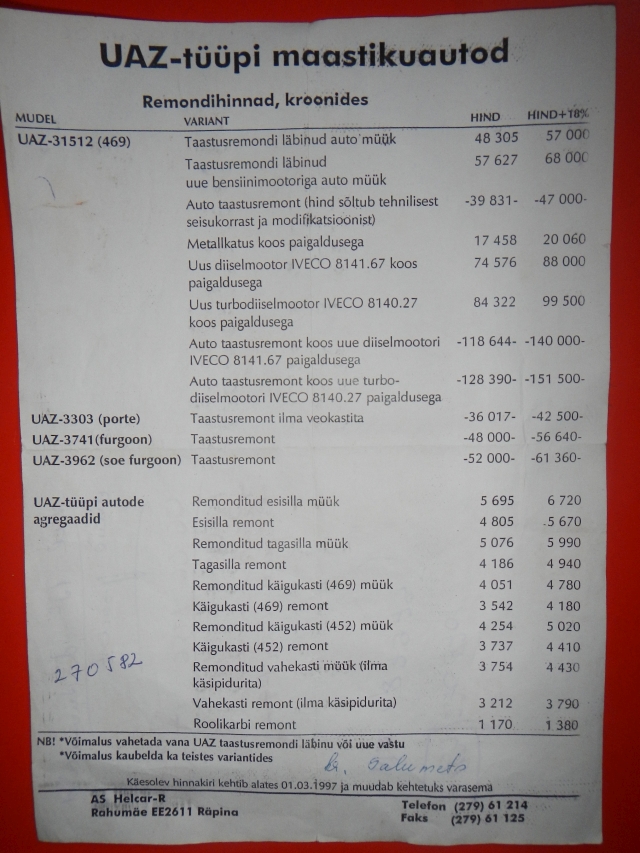 UAZ-tüüpi maastikuautod
Remondihinnad, kroonides
MUDEL VARIANT HIND HIND+18%
UAZ-31512 (469) Taastusremondi läbinud auto müük 48 305 57 000
Taastusremondi läbinud 57 627 68 000
uue bensiinimootoriga auto müük
Auto taastusremont (hind sõltub tehnilisest -39 831- -47 000-
seisukorrast ja modifikatsioonist)
Metallkatus koos paigaldusega 17 458 20 060
Uus diiselmootor IVECO 8141.67 koos 74 576 88 000
paigaldusega
Uus turbodiiselmootor IVECO 8140.27 84 322 99 500
koos paigaldusega
Auto taastusremont koos uue diiselmootori -118 644- -140 000-
IVECO 8141.67 paigaldusega
Auto taastusremont koos uue turbo- -128 390- -151 500-
diiselmootori IVECO 8140.27 paigaldusega
UAZ-3303 (porte) Taastusremont ilma veokastita -36 017- -42 500-
UAZ-3741(furgoon) Taastusremont -48 000- -56 640-
UAZ-3962 (soe furgoon) Taastusremont -52 000- -61 360-
UAZ-tüüpi autode Remonditud esisilla müük 5 695 6 720
agregaadid Esisilla remont 4 805 5 670
Remonditud tagasilla müük 5 076 5 990
Tagasilla remont 4 186 4 940
Remonditud käigukasti (469) müük 4 051 4 780
Käigukasti (469) remont 3 542 4 180
Remonditud käigukasti (452) müük 4 254 5 020
Käigukasti (452) remont 3 737 4 410
270582 Remonditud vahekasti müük (ilma 3 754 4 430
käsipidurita)
Vahekasti remont (ilma käsipidurita) 3 212 3 790
Roolikarbi remont 1 170 1 380
NB! *Võimalus vahetada vana UAZ taastusremondi läbinu või uue vastu
*Võimalus kaubelda ka teistes variantides
Käesolev hinnakiri kehtib alates 01.03.1997 ja muudab kehtetuks varasema
AS Helcar-R Telefon (279) 61 214
Rahumäe EE2611 Räpina Faks (279) 61 125